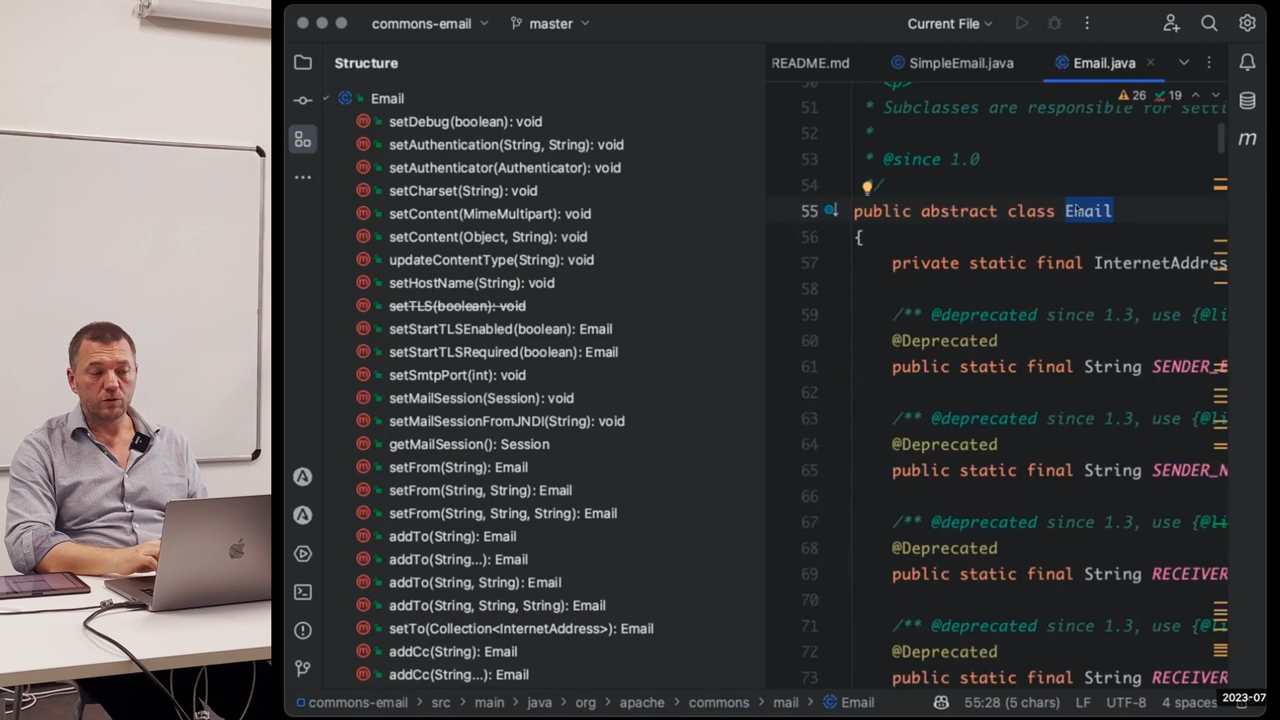 commons-email
master
Current File
Structure
README.md
SimpleEmail.java
Email.java
Email
setDebug(boolean): void
setAuthentication(String, String): void
setAuthenticator(Authenticator): void
setCharset(String): void
setContent(MimeMultipart): void
setContent(Object, String): void
updateContentType(String): void
setHostName(String): void
setTLS(boolean): void
setStartTLSEnabled(boolean): Email
setStartTLSRequired(boolean): Email
setSmtpPort(int): void
setMailSession(Session): void
setMailSessionFromJNDI(String): void
getMailSession(): Session
setFrom(String): Email
setFrom(String, String): Email
setFrom(String, String, String): Email
addTo(String): Email
addTo(String...): Email
addTo(String, String): Email
addTo(String, String, String): Email
setTo(Collection<InternetAddress>): Email
addCc(String): Email
addCc(String...): Email
<p>
26 19
51 * Subclasses are responsible for setti
52 *
53 * @since 1.0
54 */
55 public abstract class Email
56 {
57 private static final InternetAddres
58
59 /** @deprecated since 1.3, use {@li
60 @Deprecated
61 public static final String SENDER_E
62
63 /** @deprecated since 1.3, use {@li
64 @Deprecated
65 public static final String SENDER_N
66
67 /** @deprecated since 1.3, use {@li
68 @Deprecated
69 public static final String RECEIVER
70
71 /** @deprecated since 1.3, use {@li
72 @Deprecated
73 public static final String RECEIVER
commons-email > src > main > java > org > apache > commons > mail > Email
55:28 (5 chars) LF UTF-8 4 spaces
2023-07